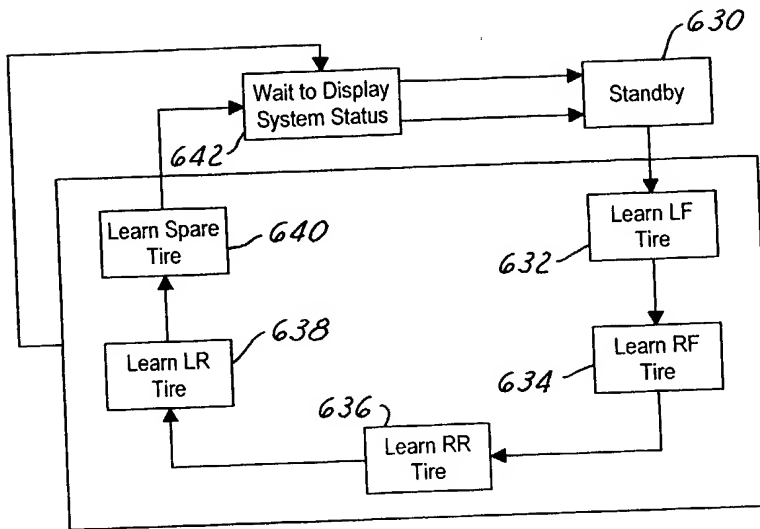 630
Wait to Display
System Status
642
Standby
Learn Spare
Tire
640
Learn LF
Tire
632
Learn LR
Tire
638
Learn RF
Tire
634
636
Learn RR
Tire